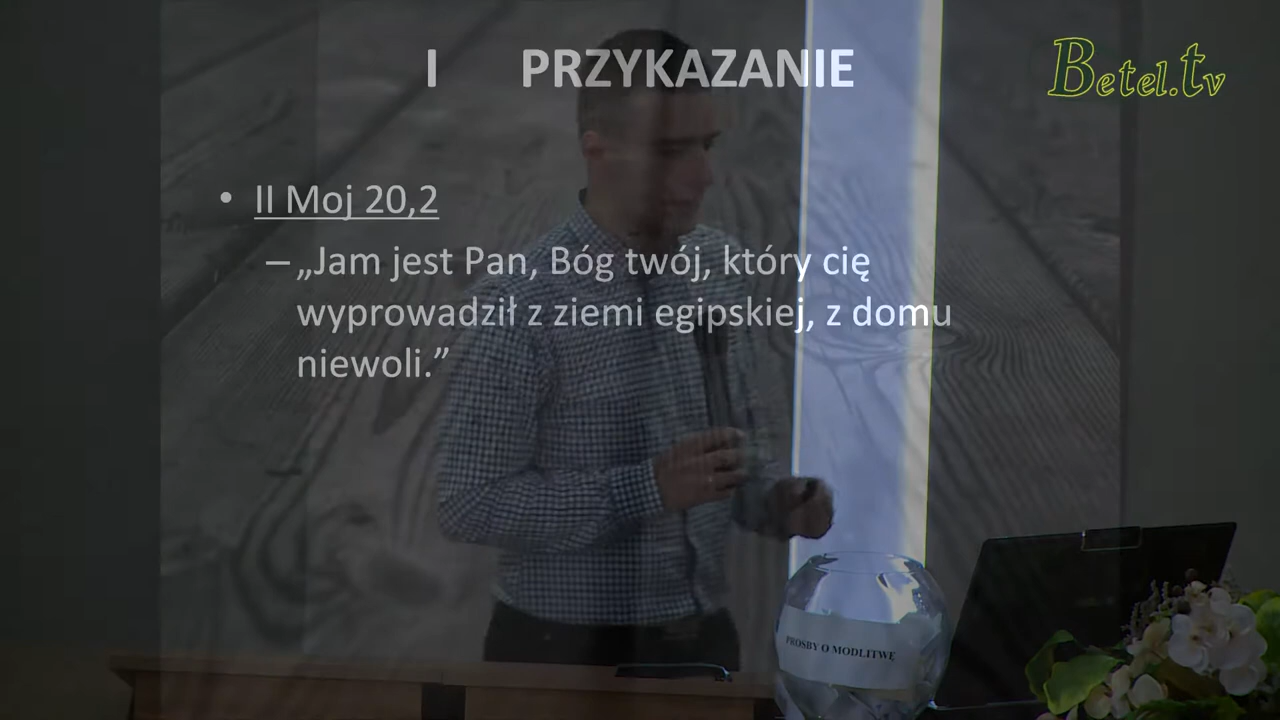 I PRZYKAZANIE
Betel.tv
• II Moj 20,2
– „Jam jest Pan, Bóg twój, który cię
wyprowadził z ziemi egipskiej, z domu
niewoli.”
PROSBY O MODLITWĘ